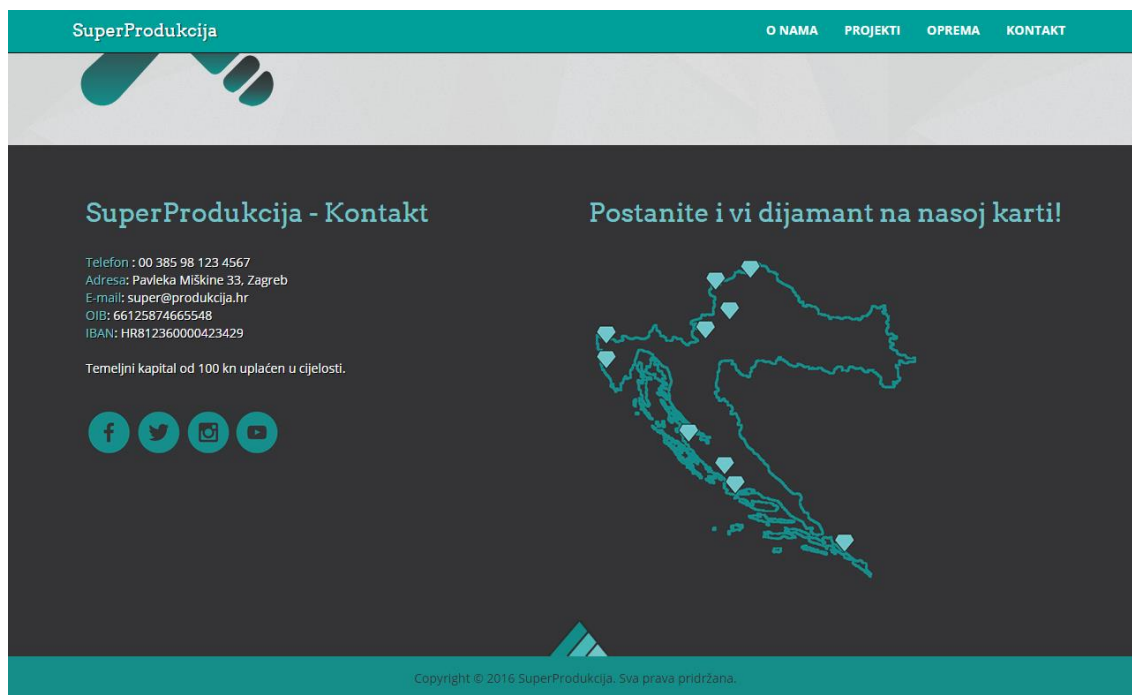 SuperProdukcija
O NAMA PROJEKTI OPREMA KONTAKT
SuperProdukcija - Kontakt
Telefon : 00 385 98 123 4567
Adresa: Pavleka Miškine 33, Zagreb
E-mail: super@produkcija.hr
OIB: 66125874665548
IBAN: HR812360000423429
Temeljni kapital od 100 kn uplaćen u cijelosti.
Postanite i vi dijamant na nasoj karti!
Copyright © 2016 SuperProdukcija. Sva prava pridržana.